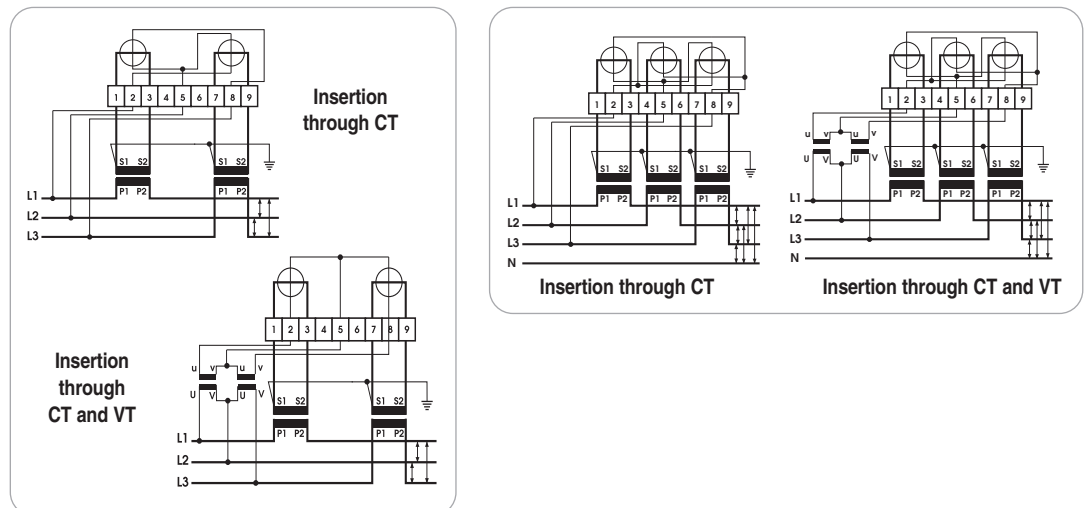 1 2 3 4 5 6 7 8 9
Insertion
through CT
S1 S2 S1 S2
P1 P2 P1 P2
L1
L2
L3
1 2 3 4 5 6 7 8 9
Insertion
through
CT and VT
u v u v
U V U V
S1 S2 S1 S2
P1 P2 P1 P2
L1
L2
L3
1 2 3 4 5 6 7 8 9
S1 S2 S1 S2 S1 S2
P1 P2 P1 P2 P1 P2
L1
L2
L3
N
Insertion through CT
1 2 3 4 5 6 7 8 9
u v u v
U V U V
S1 S2 S1 S2 S1 S2
P1 P2 P1 P2 P1 P2
L1
L2
L3
N
Insertion through CT and VT